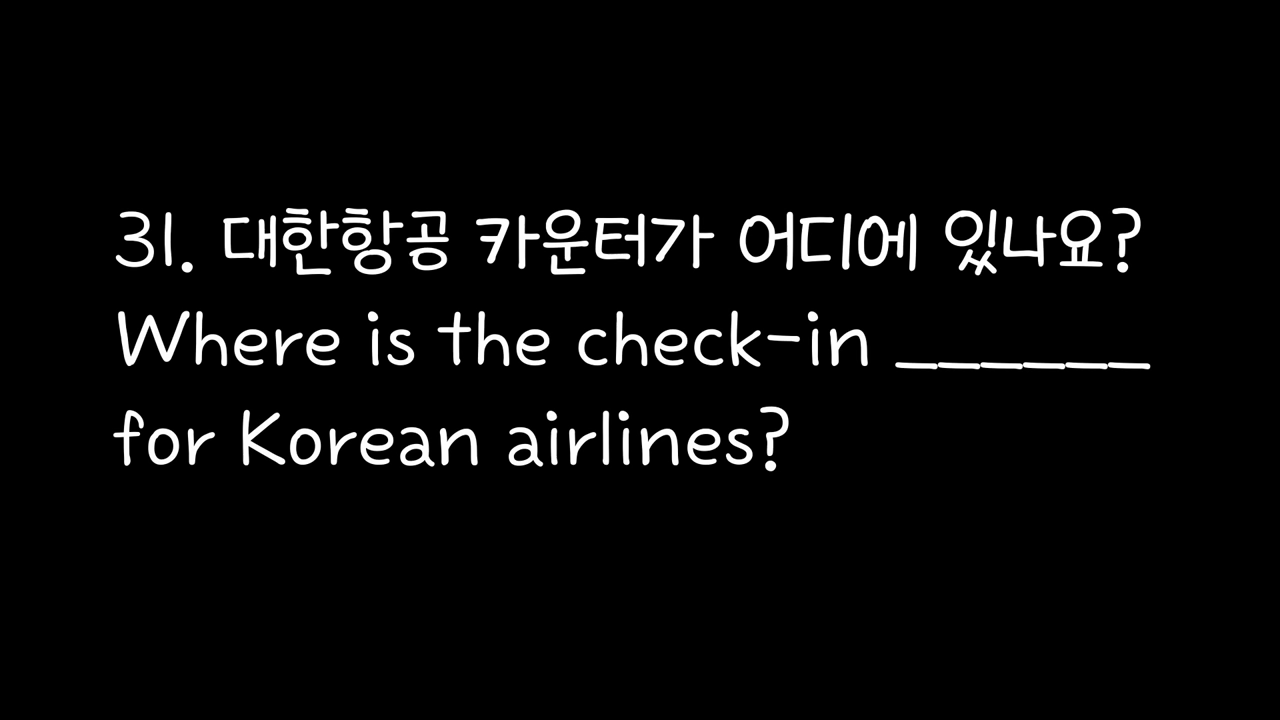 31. 대한항공 카운터가 어디에 있나요?
Where is the check-in ______
for Korean airlines?